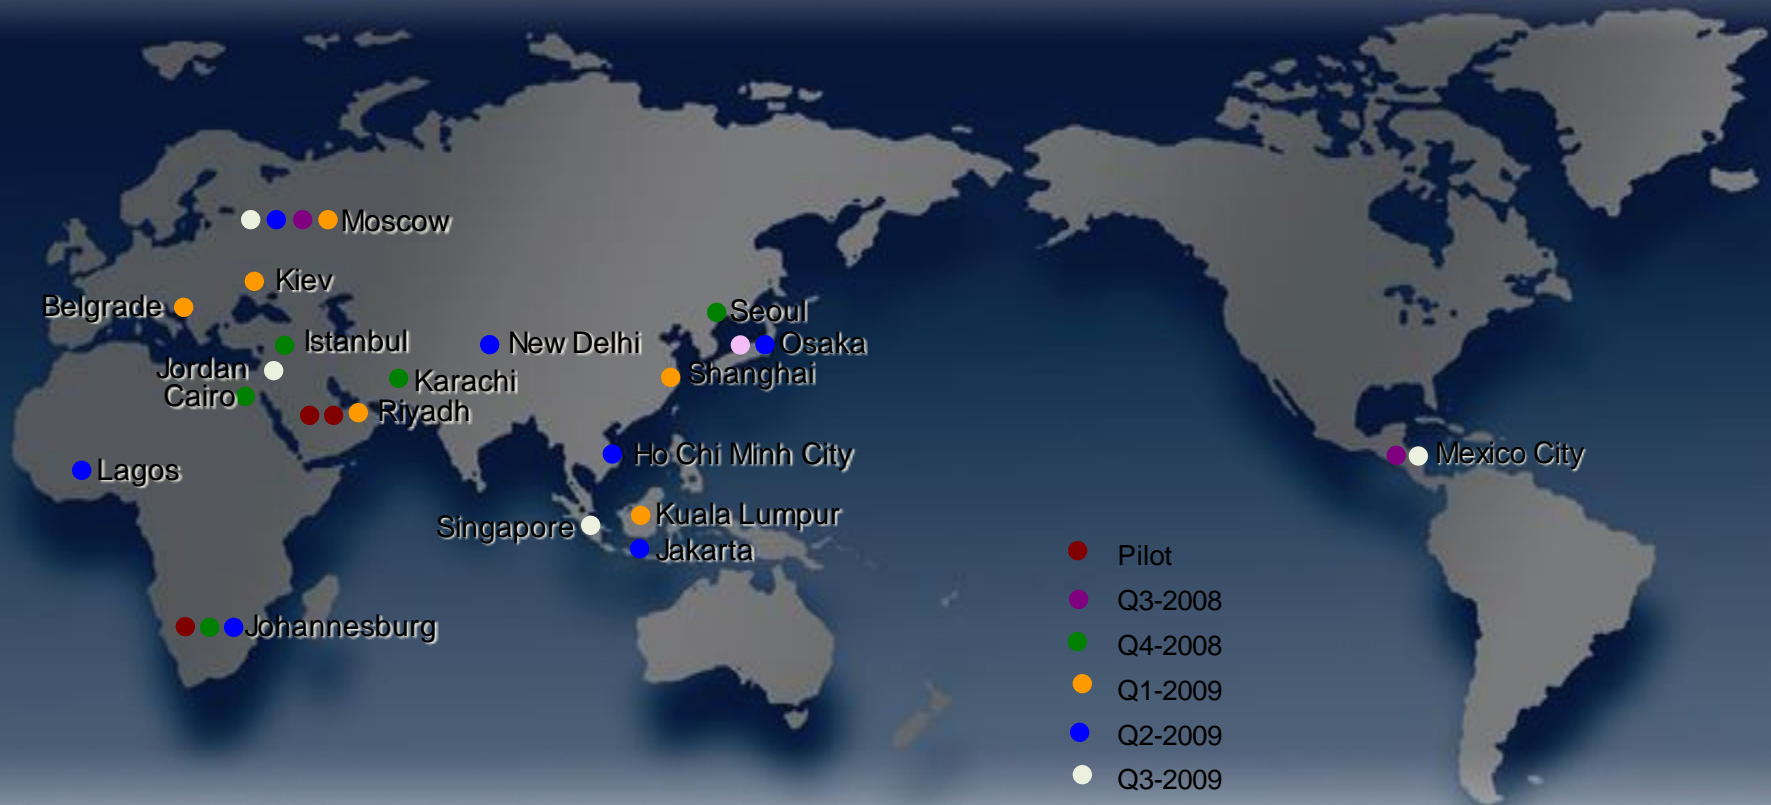 Moscow
Kiev
Belgrade
Seoul
Istanbul
New Delhi
Osaka
Jordan
Karachi
Shanghai
Cairo
Riyadh
Ho Chi Minh City
Mexico City
Lagos
Kuala Lumpur
Singapore
Jakarta
Johannesburg
Pilot
Q3-2008
Q4-2008
Q1-2009
Q2-2009
Q3-2009